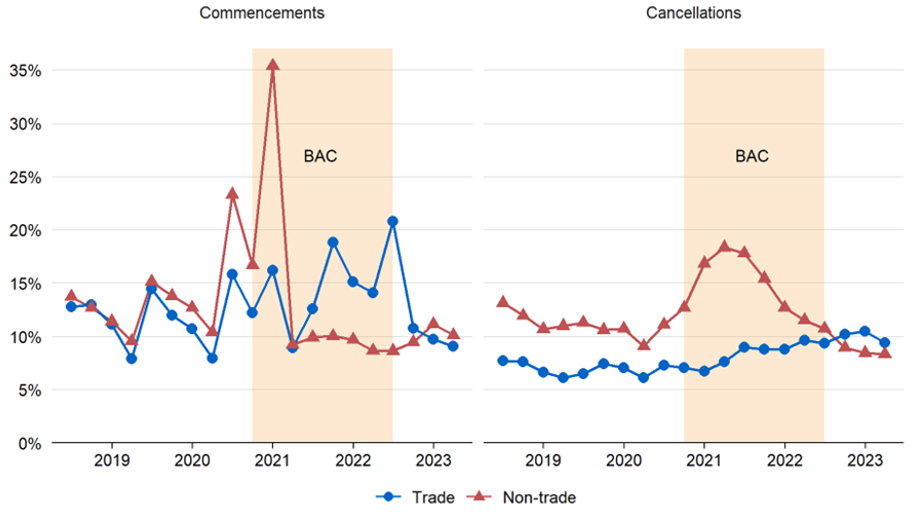 Commencements
Cancellations
35%
30%
25%
20%
15%
10%
5%
0%
BAC
BAC
2019 2020 2021 2022 2023
2019 2020 2021 2022 2023
Trade Non-trade